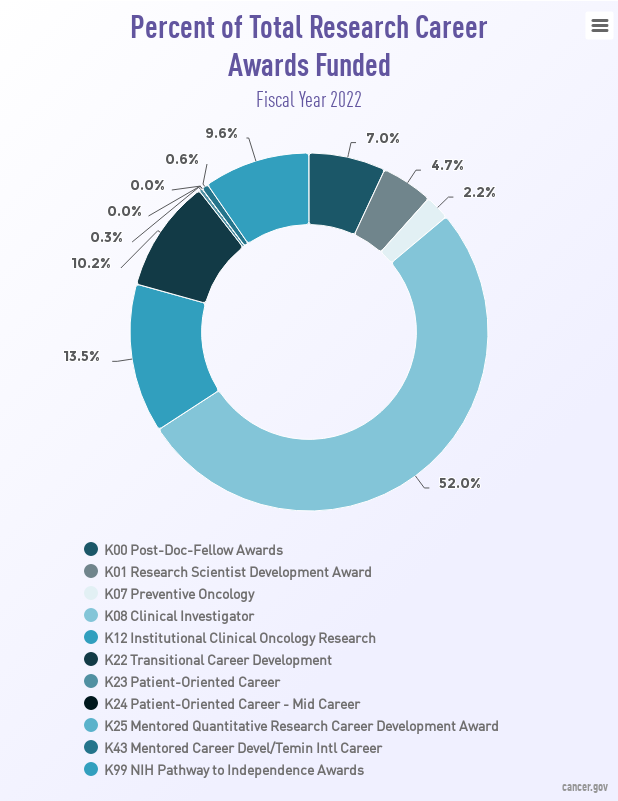 Percent of Total Research Career
Awards Funded
Fiscal Year 2022
9.6%
7.0%
0.6%
4.7%
0.0%
2.2%
0.0%
0.3%
10.2%
13.5%
52.0%
K00 Post-Doc-Fellow Awards
K01 Research Scientist Development Award
K07 Preventive Oncology
K08 Clinical Investigator
K12 Institutional Clinical Oncology Research
K22 Transitional Career Development
K23 Patient-Oriented Career
K24 Patient-Oriented Career - Mid Career
K25 Mentored Quantitative Research Career Development Award
K43 Mentored Career Devel/Temin Intl Career
K99 NIH Pathway to Independence Awards
cancer.gov